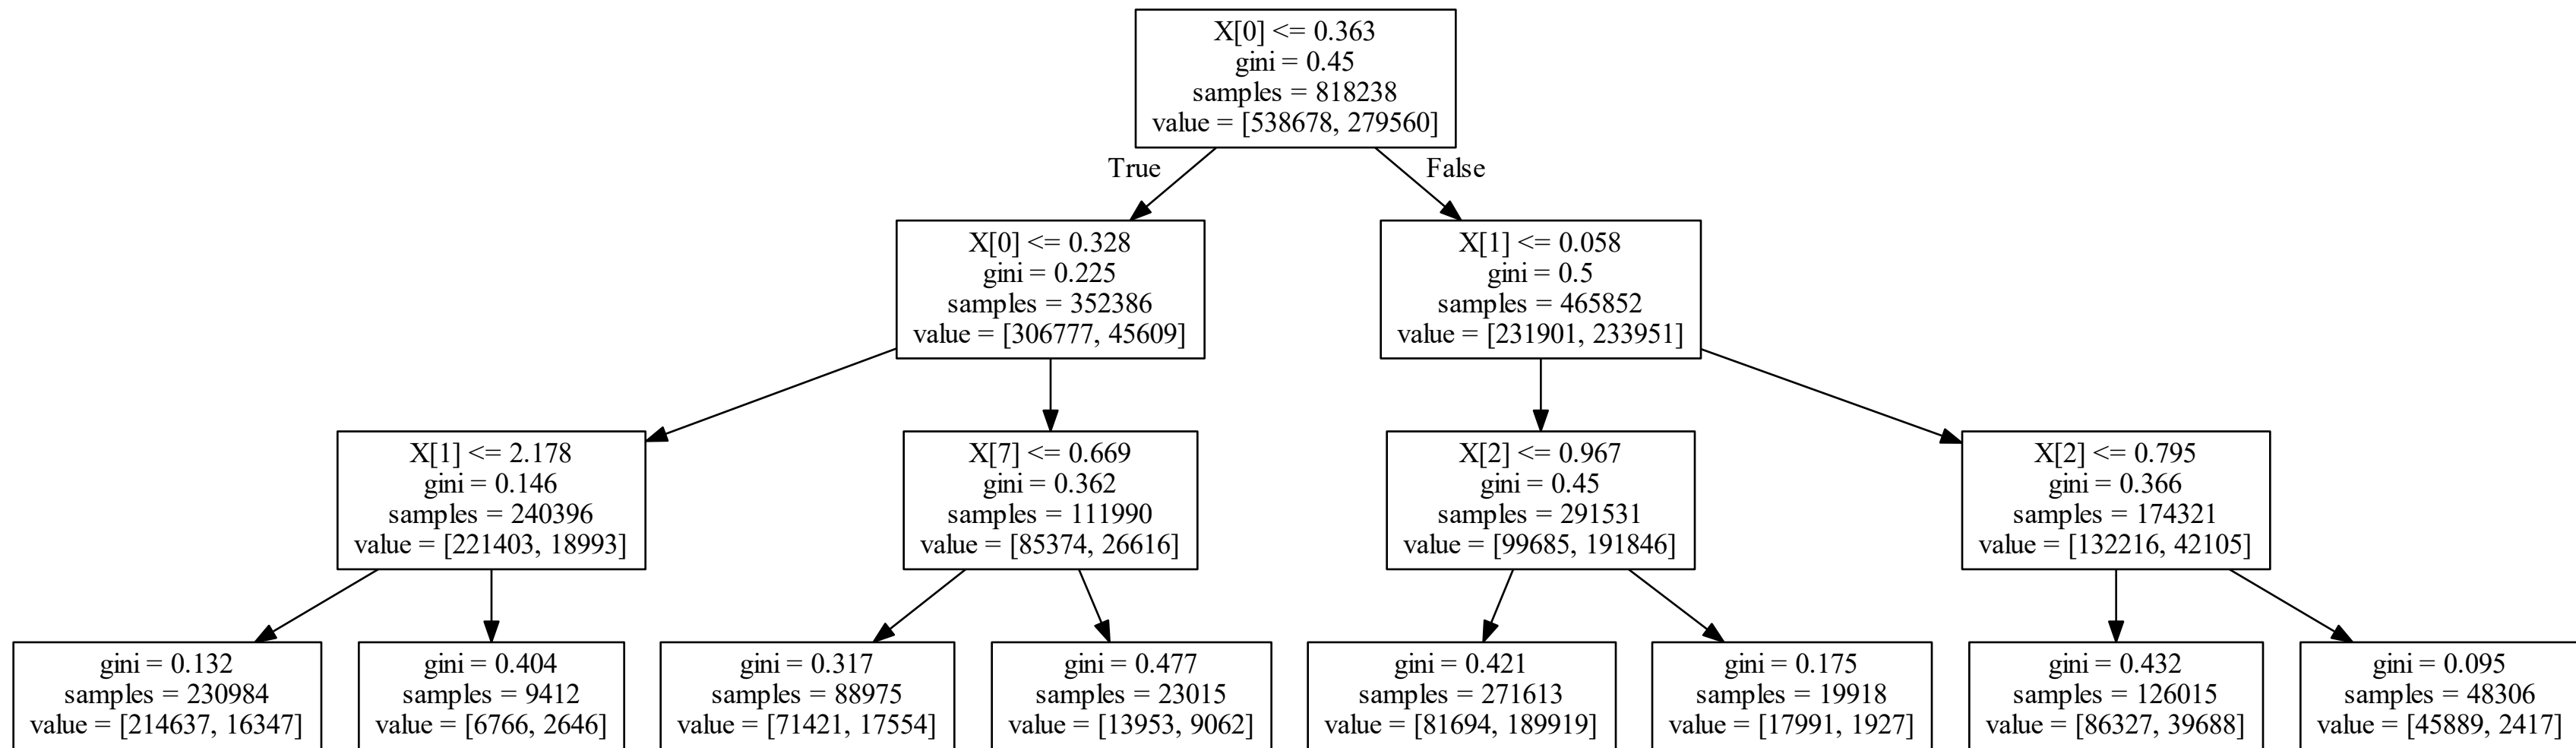 X[0] <= 0.363
gini = 0.45
samples = 818238
value = [538678, 279560]
True
False
X[0] <= 0.328
gini = 0.225
samples = 352386
value = [306777, 45609]
X[1] <= 0.058
gini = 0.5
samples = 465852
value = [231901, 233951]
X[1] <= 2.178
gini = 0.146
samples = 240396
value = [221403, 18993]
X[7] <= 0.669
gini = 0.362
samples = 111990
value = [85374, 26616]
X[2] <= 0.967
gini = 0.45
samples = 291531
value = [99685, 191846]
X[2] <= 0.795
gini = 0.366
samples = 174321
value = [132216, 42105]
gini = 0.132
samples = 230984
value = [214637, 16347]
gini = 0.404
samples = 9412
value = [6766, 2646]
gini = 0.317
samples = 88975
value = [71421, 17554]
gini = 0.477
samples = 23015
value = [13953, 9062]
gini = 0.421
samples = 271613
value = [81694, 189919]
gini = 0.175
samples = 19918
value = [17991, 1927]
gini = 0.432
samples = 126015
value = [86327, 39688]
gini = 0.095
samples = 48306
value = [45889, 2417]